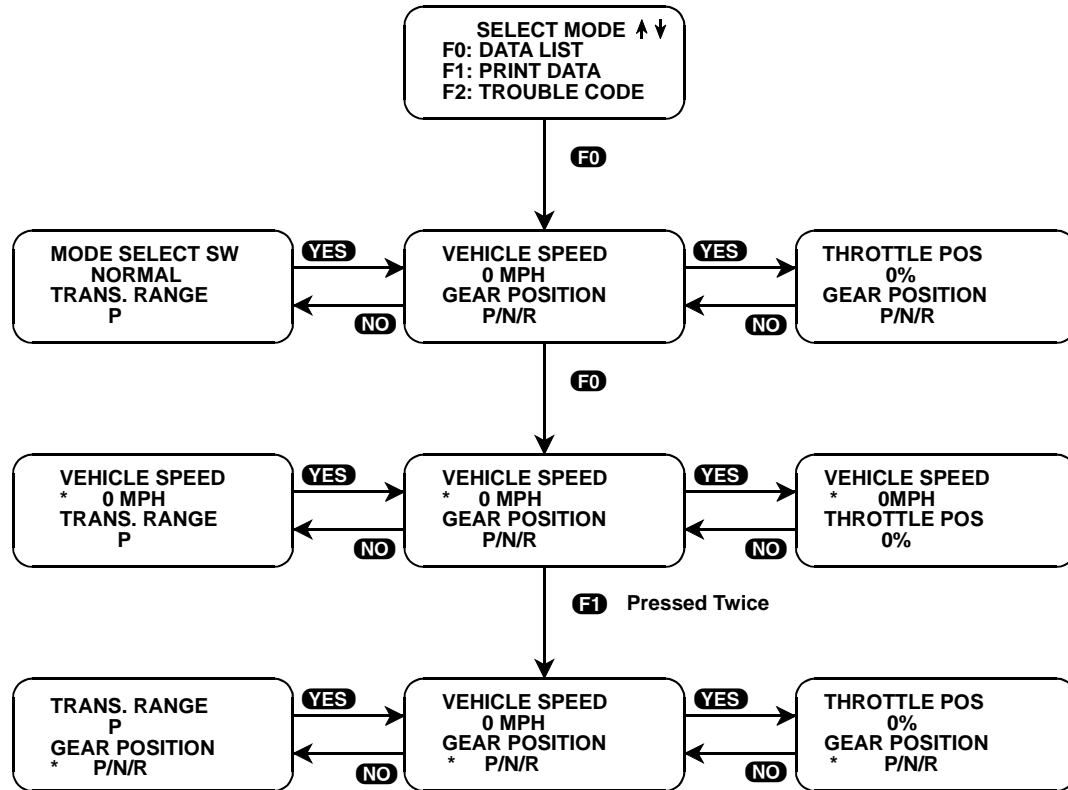 SELECT MODE ↑ ↓
F0: DATA LIST
F1: PRINT DATA
F2: TROUBLE CODE
F0
MODE SELECT SW
NORMAL
TRANS. RANGE
P
YES
NO
VEHICLE SPEED
0 MPH
GEAR POSITION
P/N/R
YES
NO
THROTTLE POS
0%
GEAR POSITION
P/N/R
F0
VEHICLE SPEED
* 0 MPH
TRANS. RANGE
P
YES
NO
VEHICLE SPEED
* 0 MPH
GEAR POSITION
P/N/R
YES
NO
VEHICLE SPEED
* 0MPH
THROTTLE POS
0%
F1 Pressed Twice
TRANS. RANGE
P
GEAR POSITION
* P/N/R
YES
NO
VEHICLE SPEED
0 MPH
GEAR POSITION
* P/N/R
YES
NO
THROTTLE POS
0%
GEAR POSITION
* P/N/R